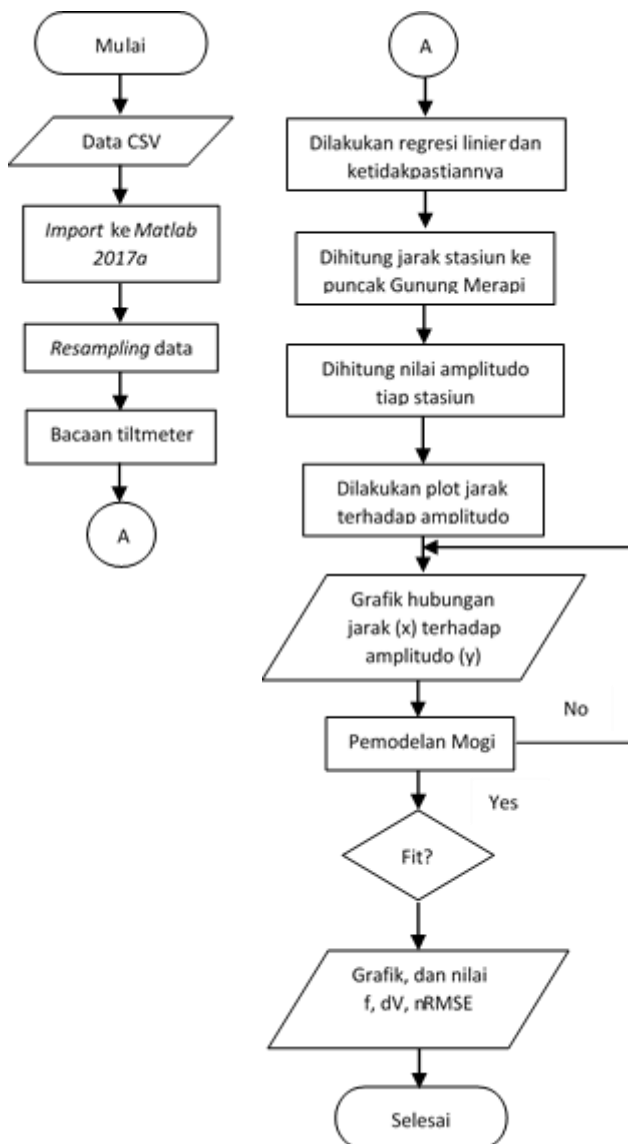 Mulai
Data CSV
Import ke Matlab
2017a
Resampling data
Bacaan tiltmeter
A
A
Dilakukan regresi linier dan
ketidakpastiannya
Dihitung jarak stasiun ke
puncak Gunung Merapi
Dihitung nilai amplitudo
tiap stasiun
Dilakukan plot jarak
terhadap amplitudo
Grafik hubungan
jarak (x) terhadap
amplitudo (y)
No
Pemodelan Mogi
Yes
Fit?
Grafik, dan nilai
f, dV, nRMSE
Selesai